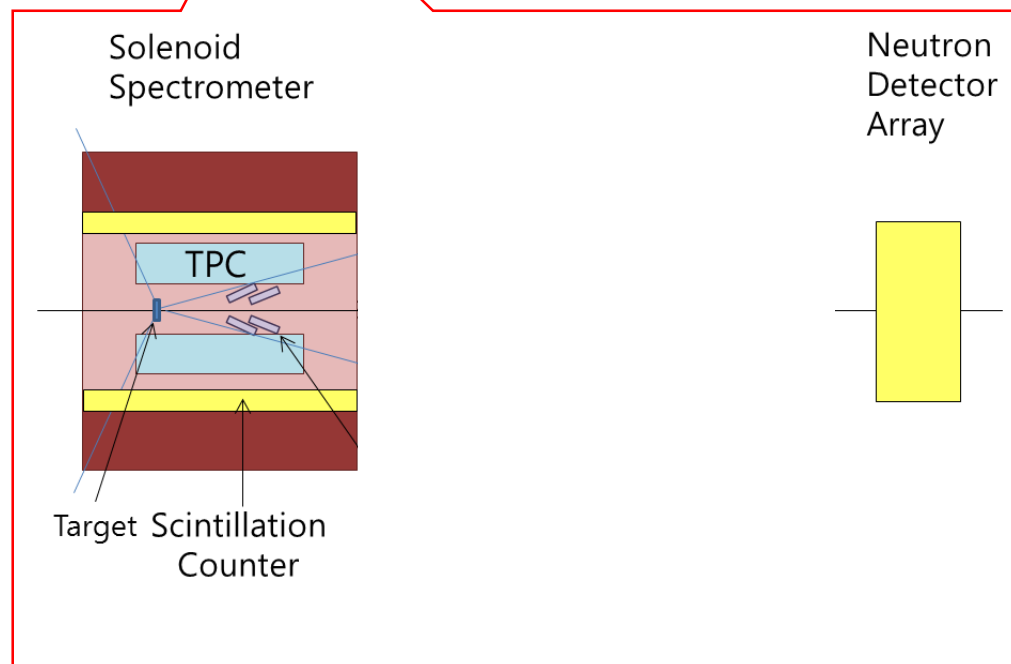 Solenoid
Spectrometer
Neutron
Detector
Array
TPC
Target
Scintillation
Counter